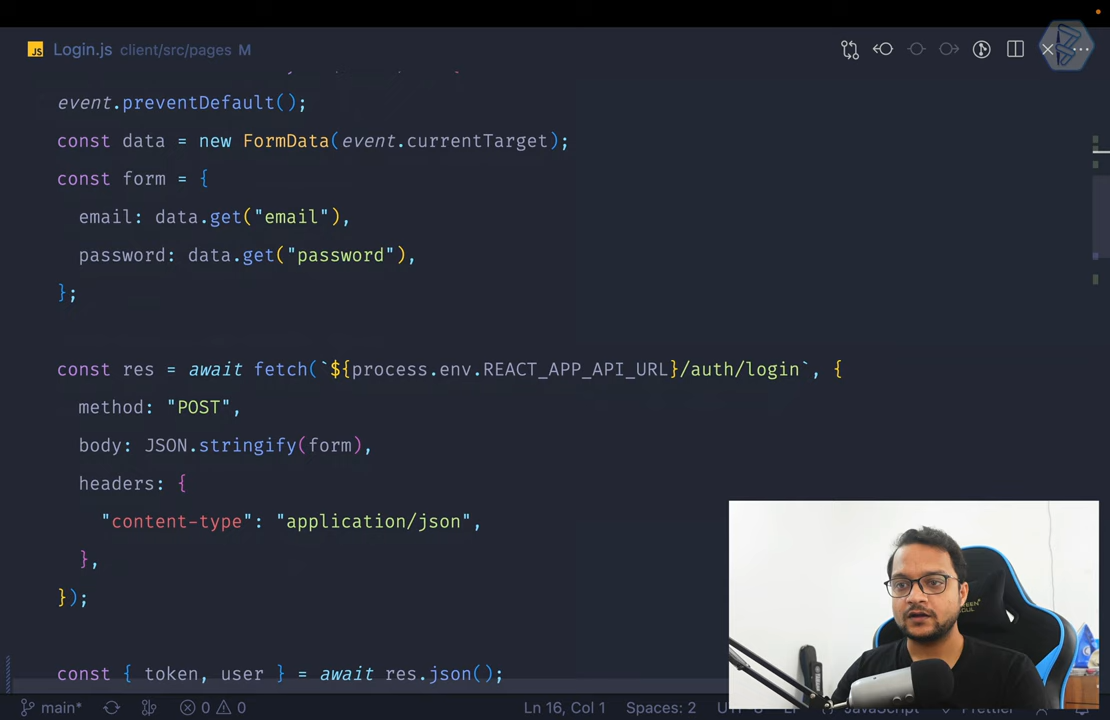 JS Login.js client/src/pages M
event.preventDefault();
const data = new FormData(event.currentTarget);
const form = {
email: data.get("email"),
password: data.get("password"),
};
const res = await fetch(`${process.env.REACT_APP_API_URL}/auth/login`, {
method: "POST",
body: JSON.stringify(form),
headers: {
"content-type": "application/json",
},
});
const { token, user } = await res.json();
main* 0 0 Ln 16, Col 1 Spaces: 2 JavaScript Prettier